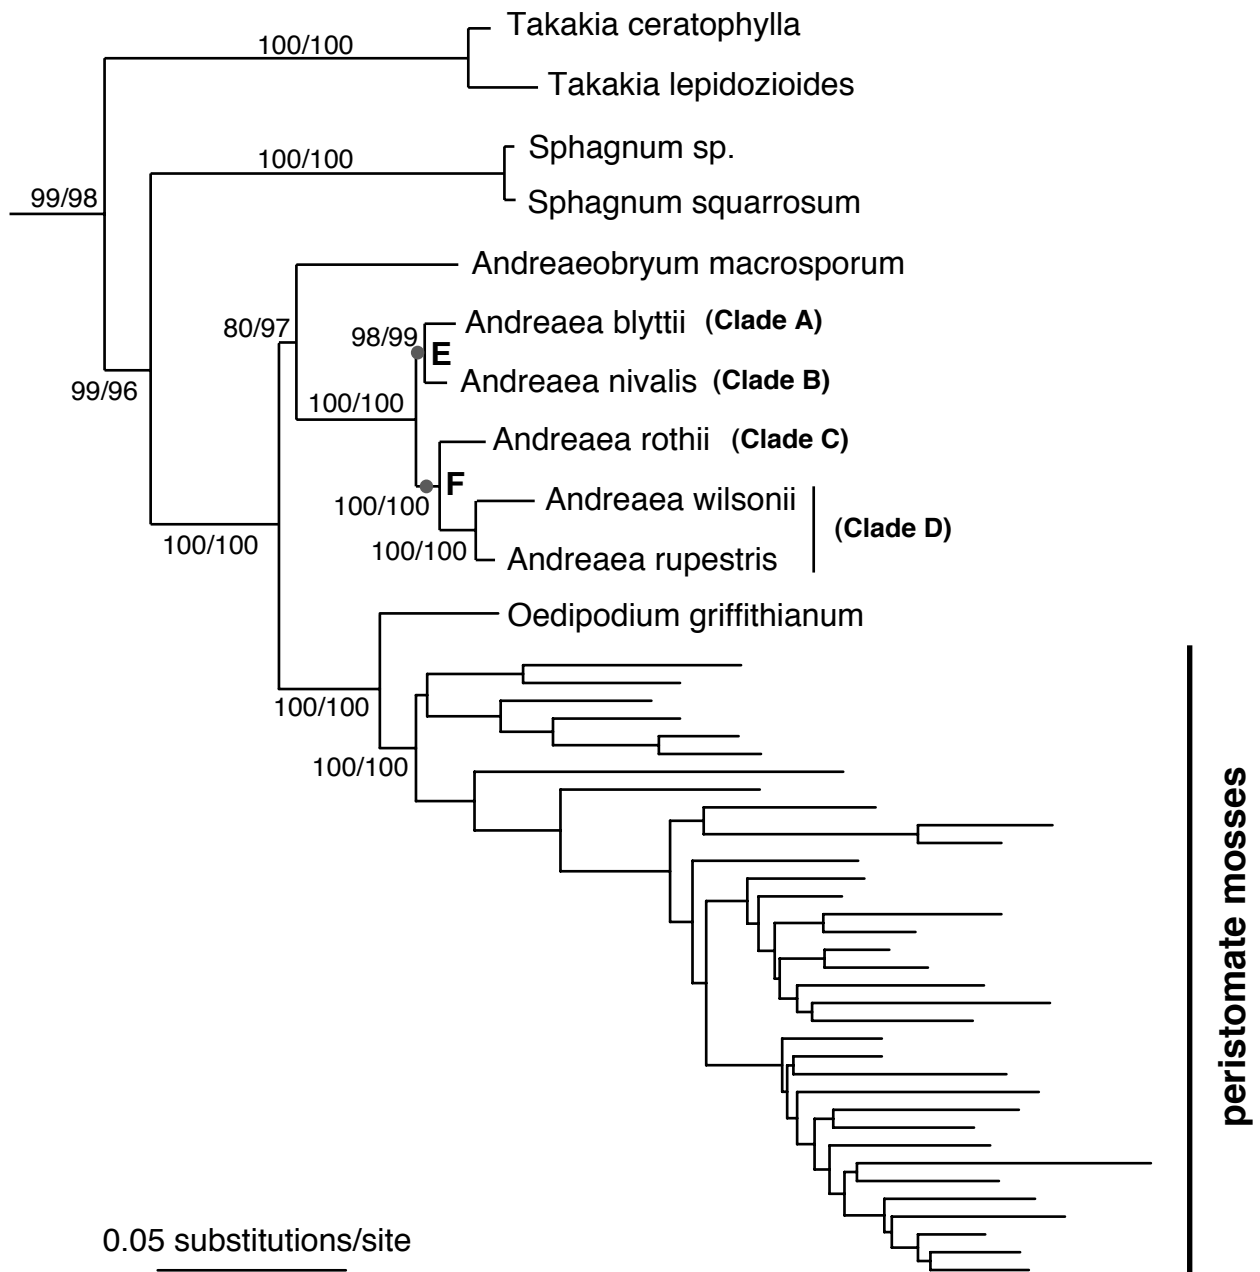 Takakia ceratophylla
100/100
Takakia lepidozioides
Sphagnum sp.
100/100
99/98
Sphagnum squarrosum
Andreaeobryum macrosporum
80/97
Andreaea blyttii (Clade A)
98/99
E
99/96
Andreaea nivalis (Clade B)
100/100
Andreaea rothii (Clade C)
F
100/100
Andreaea wilsonii
(Clade D)
100/100
100/100
Andreaea rupestris
Oedipodium griffithianum
100/100
100/100
peristomate mosses
0.05 substitutions/site